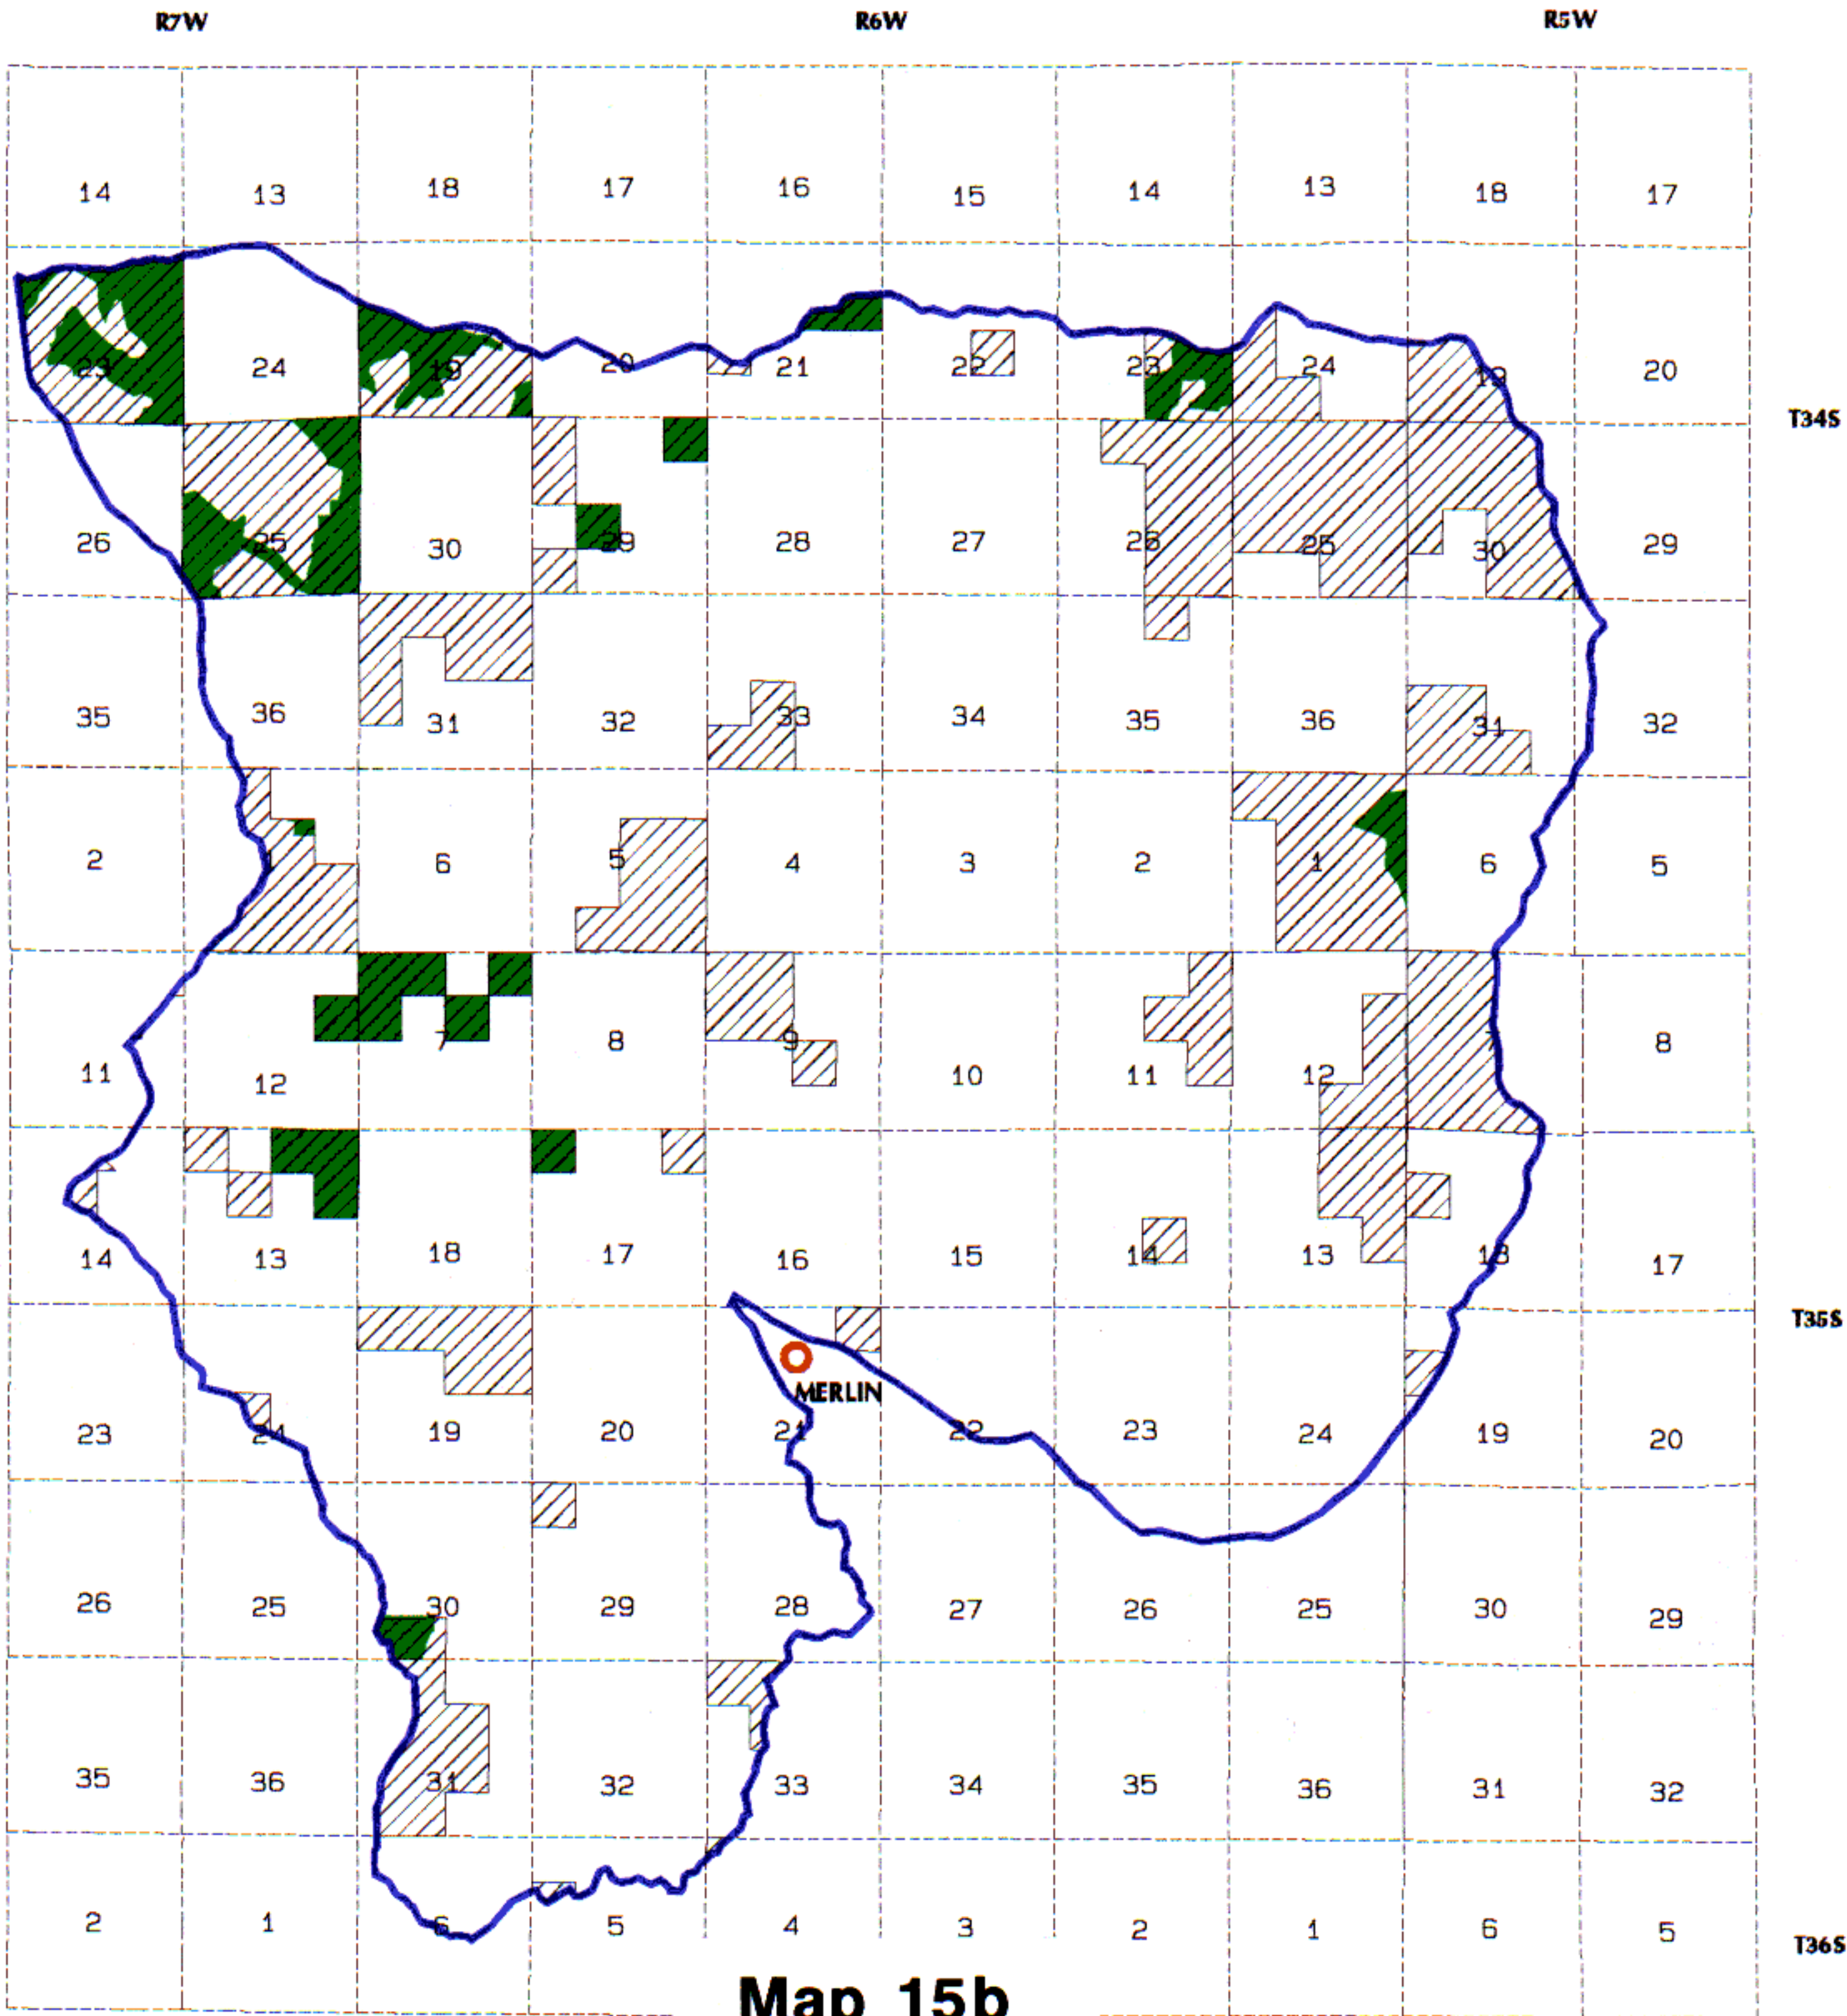 R7W R6W R5W
14 13 18 17 16 15 14 13 18 17
23 24 19 20 21 22 23 24 19 20
T34S
26 25 30 29 28 27 26 25 30 29
35 36 31 32 33 34 35 36 31 32
2 1 6 5 4 3 2 1 6 5
11 12 7 8 9 10 11 12 7 8
14 13 18 17 16 15 14 13 18 17
T35S
MERLIN
23 24 19 20 21 22 23 24 19 20
26 25 30 29 28 27 26 25 30 29
35 36 31 32 33 34 35 36 31 32
2 1 6 5 4 3 2 1 6 5
T36S
Map 15b